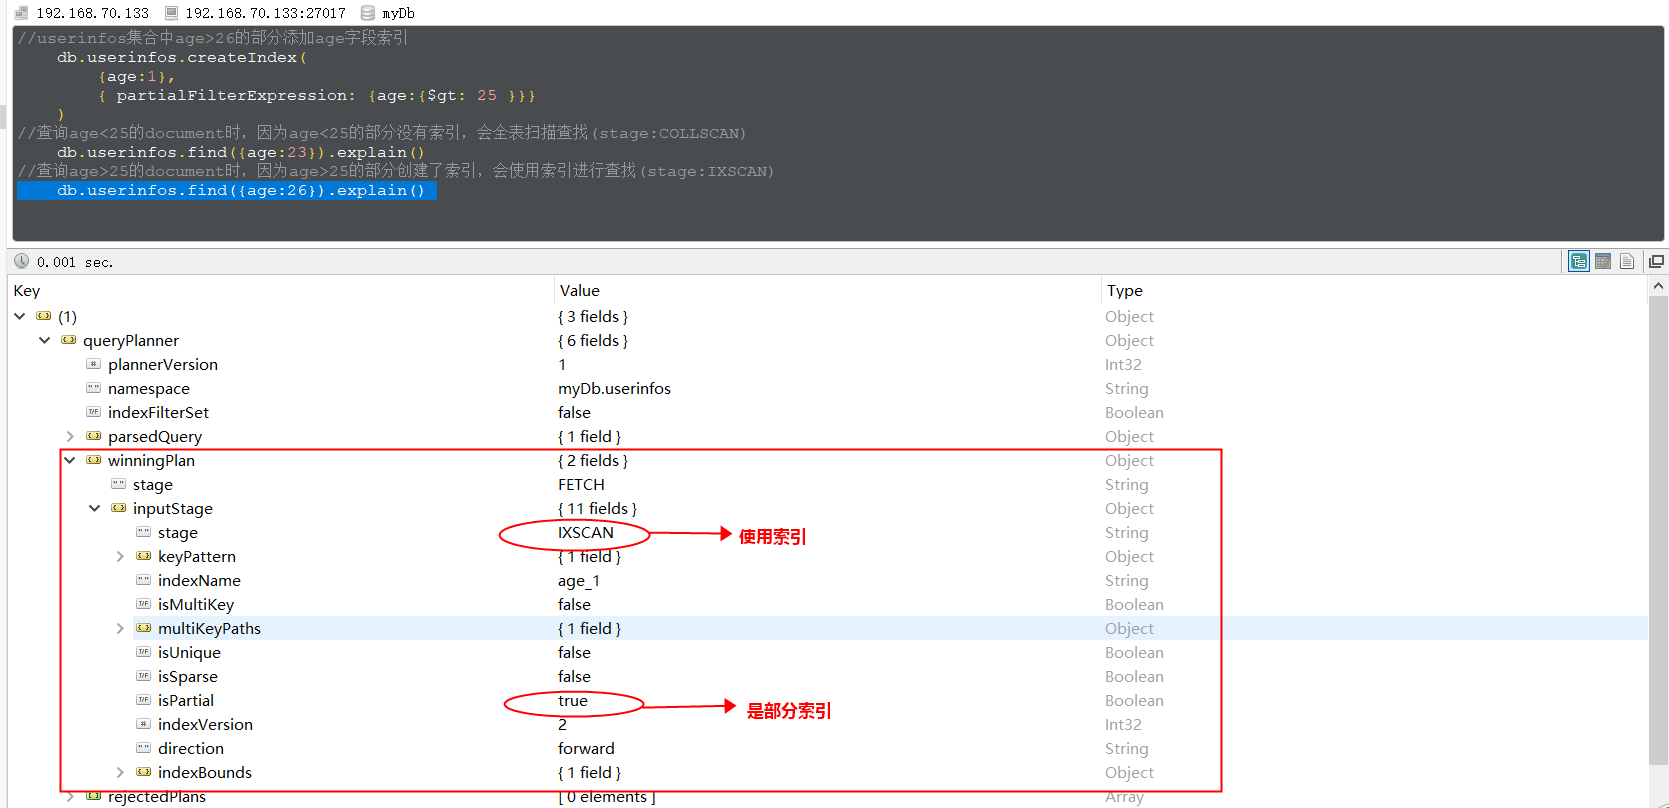 192.168.70.133 192.168.70.133:27017 myDb
//userinfos集合中age>26的部分添加age字段索引
db.userinfos.createIndex(
{age:1},
{ partialFilterExpression: {age:{$gt: 25 }}}
)
//查询age<25的document时，因为age<25的部分没有索引，会全表扫描查找(stage:COLLSCAN)
db.userinfos.find({age:23}).explain()
//查询age>25的document时，因为age>25的部分创建了索引，会使用索引进行查找(stage:IXSCAN)
db.userinfos.find({age:26}).explain()
0.001 sec.
Key Value Type
(1) { 3 fields } Object
queryPlanner { 6 fields } Object
plannerVersion 1 Int32
namespace myDb.userinfos String
indexFilterSet false Boolean
parsedQuery { 1 field } Object
winningPlan { 2 fields } Object
stage FETCH String
inputStage { 11 fields } Object
stage IXSCAN 使用索引 String
keyPattern { 1 field } Object
indexName age_1 String
isMultiKey false Boolean
multiKeyPaths { 1 field } Object
isUnique false Boolean
isSparse false Boolean
isPartial true 是部分索引 Boolean
indexVersion 2 Int32
direction forward String
indexBounds { 1 field } Object
rejectedPlans [ 0 elements ] Array